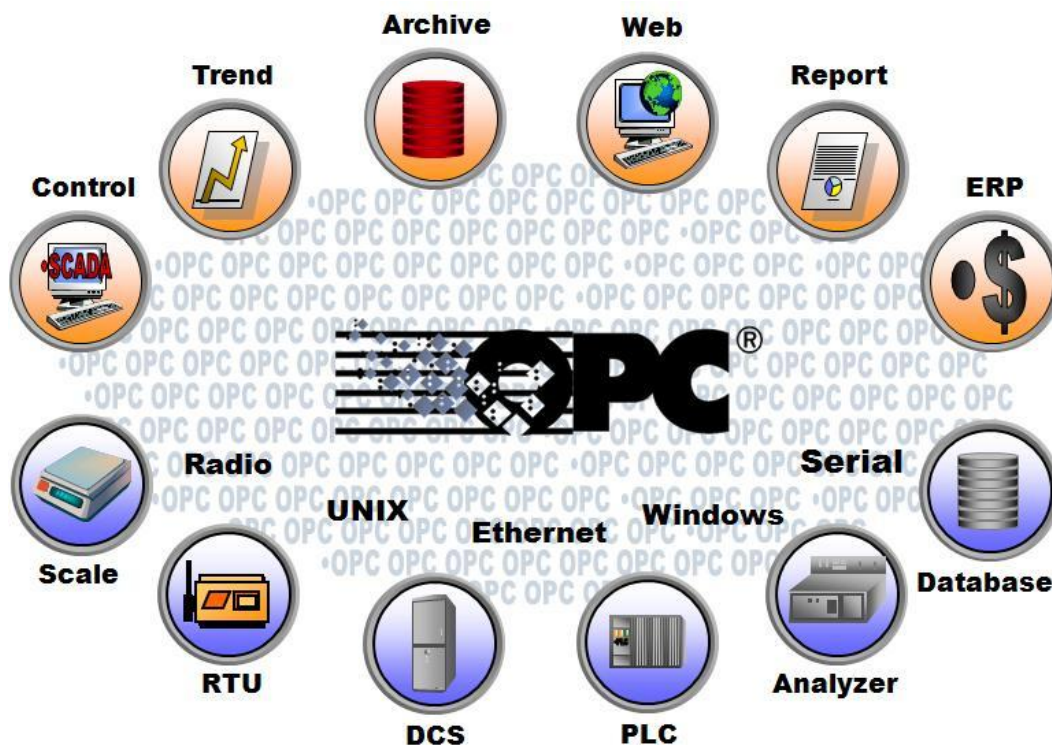 Archive
Web
Trend
Report
Control
ERP
•SCADA
OPC®
Radio
Serial
UNIX
Ethernet
Windows
Scale
Database
RTU
Analyzer
DCS
PLC